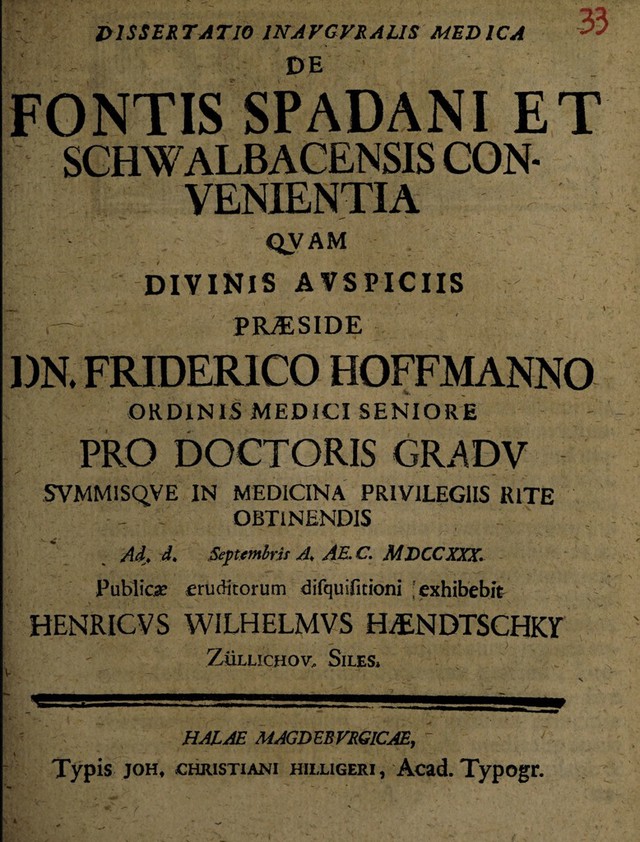 33
DISSERTATIO INAVGVRALIS MEDICA
DE
FONTIS SPADANI ET
SCHWALBACENSIS CON-
VENIENTIA
QVAM
DIVINIS AVSPICIIS
PRÆSIDE
DN. FRIDERICO HOFFMANNO
ORDINIS MEDICI SENIORE
PRO DOCTORIS GRADV
SVMMISQVE IN MEDICINA PRIVILEGIIS RITE
OBTINENDIS
Ad. d. Septembris A. AE. C. MDCCXXX.
Publicæ eruditorum diſquiſitioni exhibebit
HENRICVS WILHELMVS HÆNDTSCHKY
ZüLLICHOV. SILES.
HALAE MAGDEBVRGICAE,
Typis JOH. CHRISTIANI HILLIGERI, Acad. Typogr.